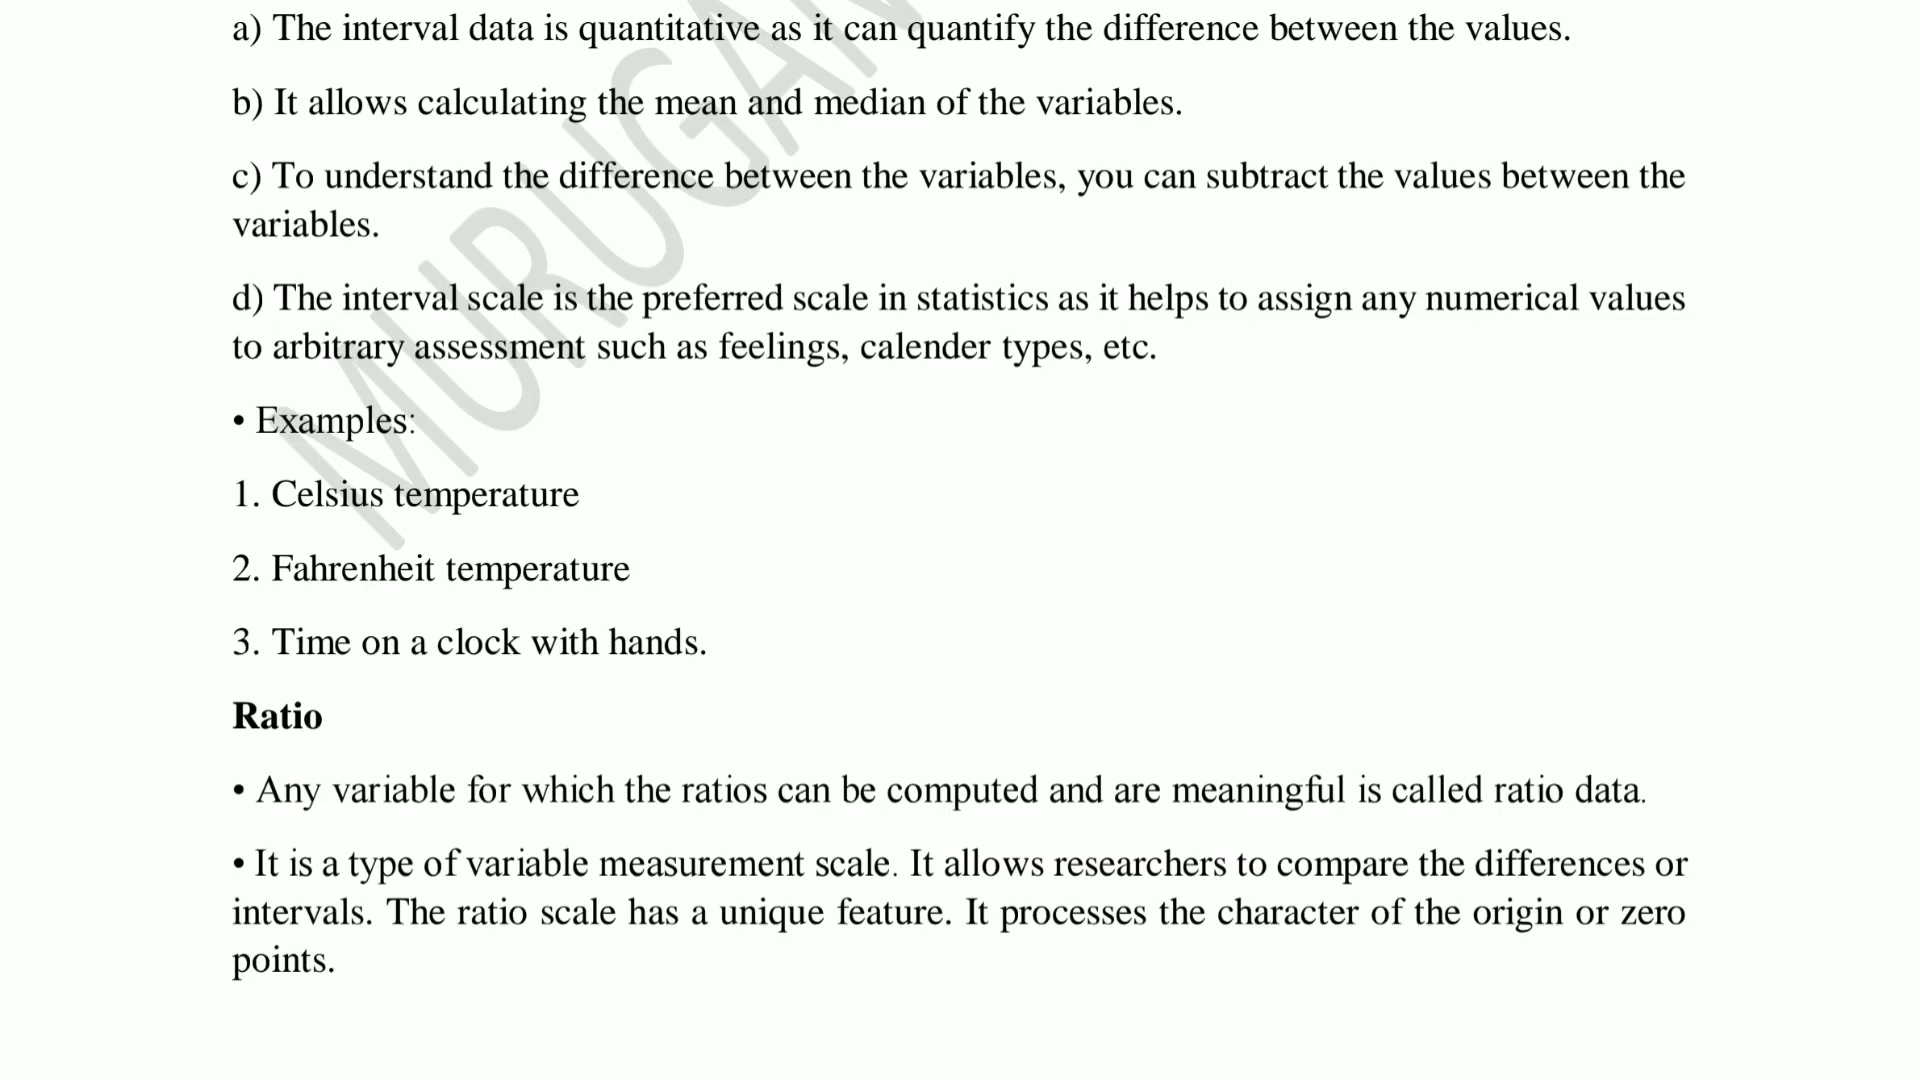 a) The interval data is quantitative as it can quantify the difference between the values.
b) It allows calculating the mean and median of the variables.
c) To understand the difference between the variables, you can subtract the values between the
variables.
d) The interval scale is the preferred scale in statistics as it helps to assign any numerical values
to arbitrary assessment such as feelings, calender types, etc.
• Examples:
1. Celsius temperature
2. Fahrenheit temperature
3. Time on a clock with hands.
Ratio
• Any variable for which the ratios can be computed and are meaningful is called ratio data.
• It is a type of variable measurement scale. It allows researchers to compare the differences or
intervals. The ratio scale has a unique feature. It processes the character of the origin or zero
points.